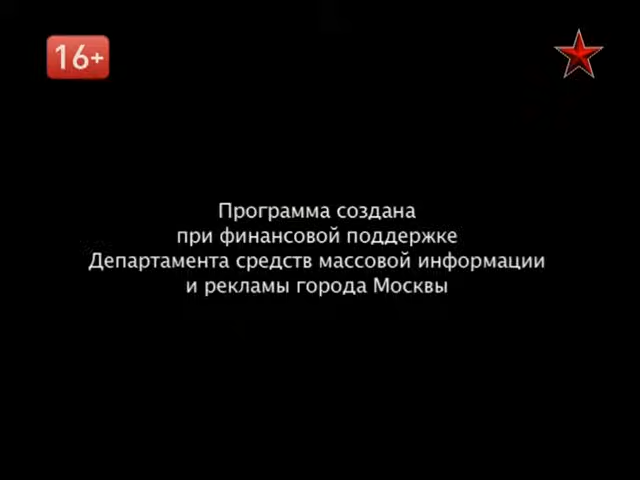 16+
Программа создана
при финансовой поддержке
Департамента средств массовой информации
и рекламы города Москвы